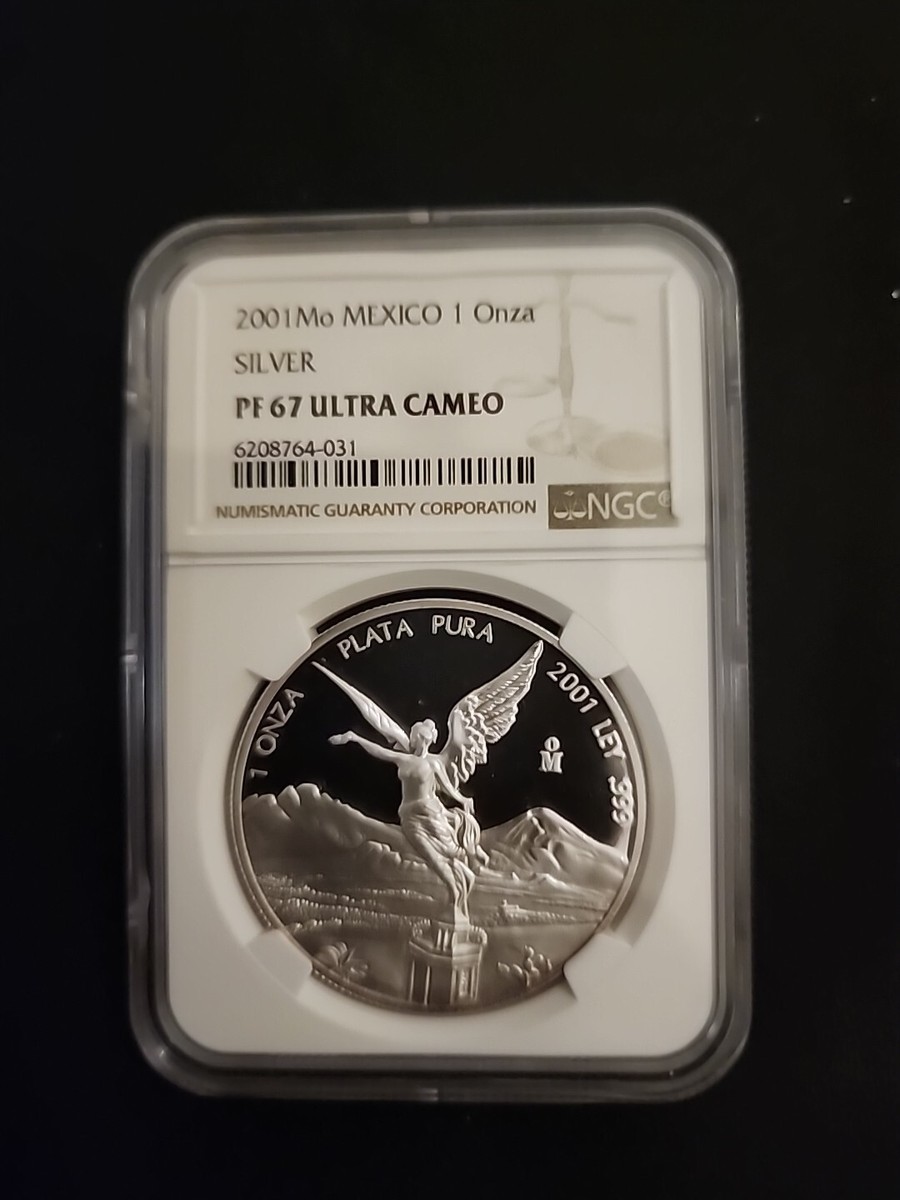 2001Mo MEXICO 1 Onza
SILVER
PF 67 ULTRA CAMEO
6208764-031
NUMISMATIC GUARANTY CORPORATION
NGC®
1 ONZA PLATA PURA 2001 LEY .999
oM